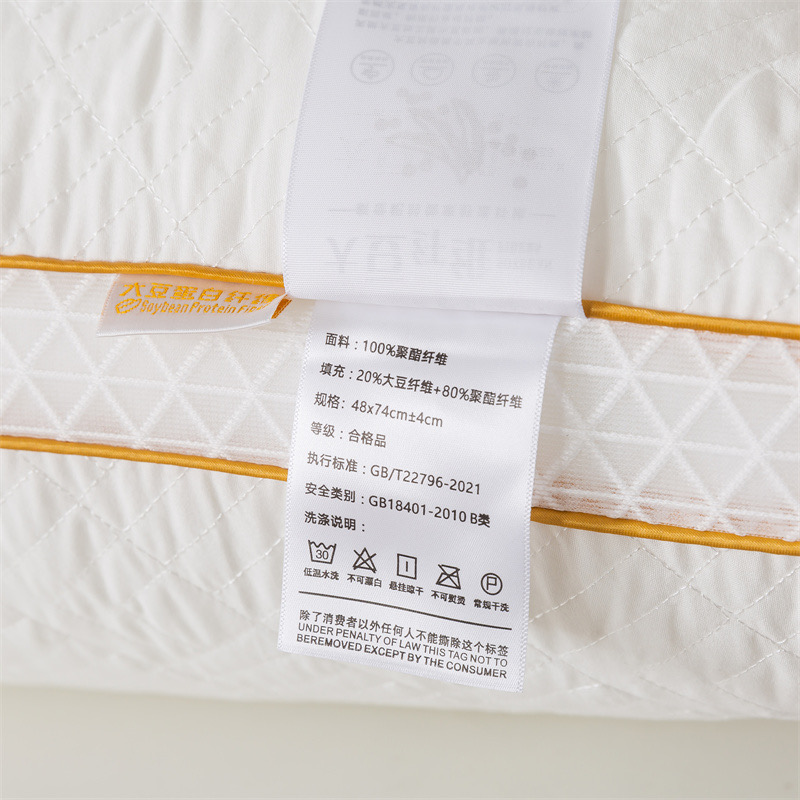 大豆蛋白纤维
SoyBean Protein Fi
面料：100%聚酯纤维
填充：20%大豆纤维+80%聚酯纤维
规格：48x74cm±4cm
等级：合格品
执行标准：GB/T22796-2021
安全类别：GB18401-2010 B类
洗涤说明：
30
P
低温水洗 不可漂白 悬挂晾干 不可熨烫 常规干洗
除了消费者以外任何人不能撕除这个标签
UNDER PENALTY OF LAW THIS TAG NOT TO
BEREMOVED EXCEPT BY THE CONSUMER